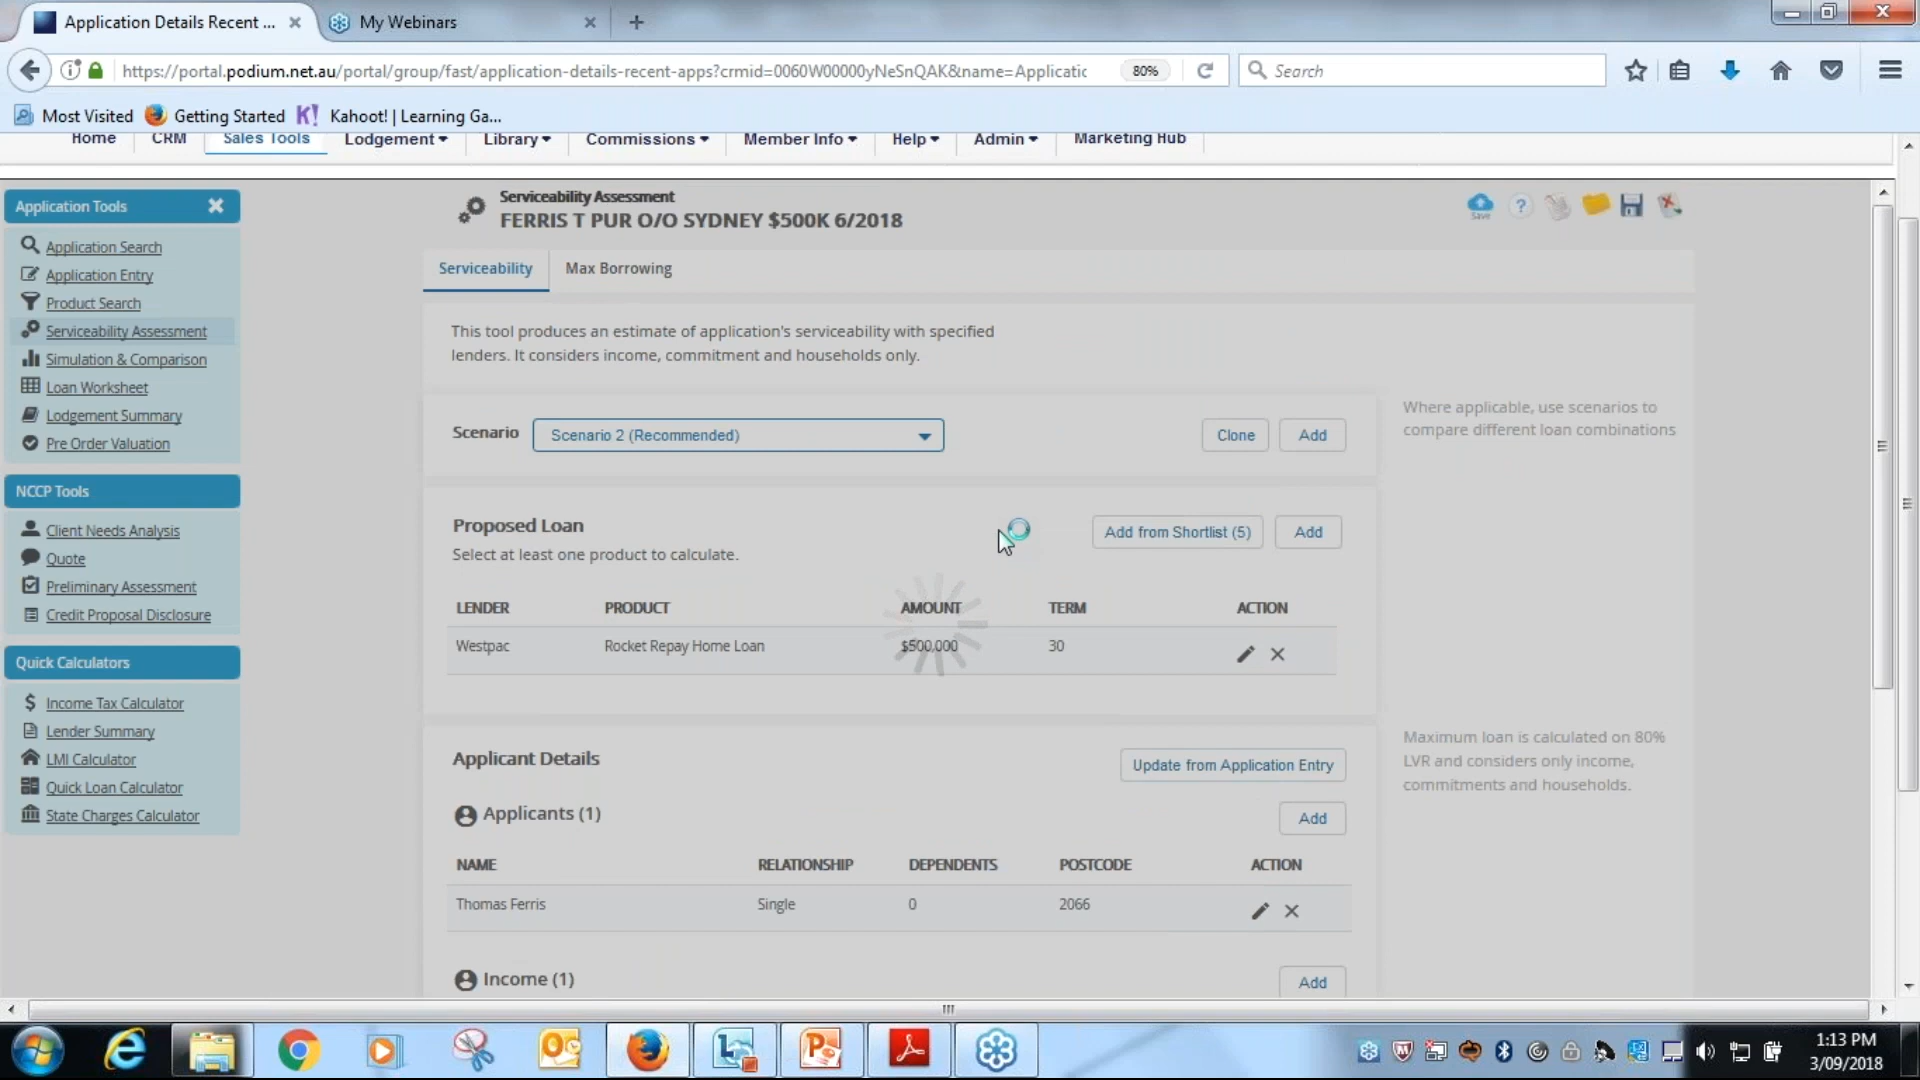 Application Details Recent ...
My Webinars
https://portal.podium.net.au/portal/group/fast/application-details-recent-apps?crmid=0060W00000yNeSnQAK&name=Applicatic
80%
Search
Most Visited
Getting Started
Kahoot! | Learning Ga...
Home
CRM
Sales Tools
Lodgement
Library
Commissions
Member Info
Help
Admin
Marketing Hub
Application Tools
Application Search
Application Entry
Product Search
Serviceability Assessment
Simulation & Comparison
Loan Worksheet
Lodgement Summary
Pre Order Valuation
NCCP Tools
Client Needs Analysis
Quote
Preliminary Assessment
Credit Proposal Disclosure
Quick Calculators
Income Tax Calculator
Lender Summary
LMI Calculator
Quick Loan Calculator
State Charges Calculator
Serviceability Assessment
FERRIS T PUR O/O SYDNEY $500K 6/2018
Save
Serviceability
Max Borrowing
This tool produces an estimate of application's serviceability with specified
lenders. It considers income, commitment and households only.
Scenario
Scenario 2 (Recommended)
Clone
Add
Where applicable, use scenarios to
compare different loan combinations
Proposed Loan
Select at least one product to calculate.
Add from Shortlist (5)
Add
LENDER PRODUCT AMOUNT TERM ACTION
Westpac Rocket Repay Home Loan $500,000 30
Applicant Details
Update from Application Entry
Maximum loan is calculated on 80%
LVR and considers only income,
commitments and households.
Applicants (1)
Add
NAME RELATIONSHIP DEPENDENTS POSTCODE ACTION
Thomas Ferris Single 0 2066
Income (1)
Add
1:13 PM
3/09/2018